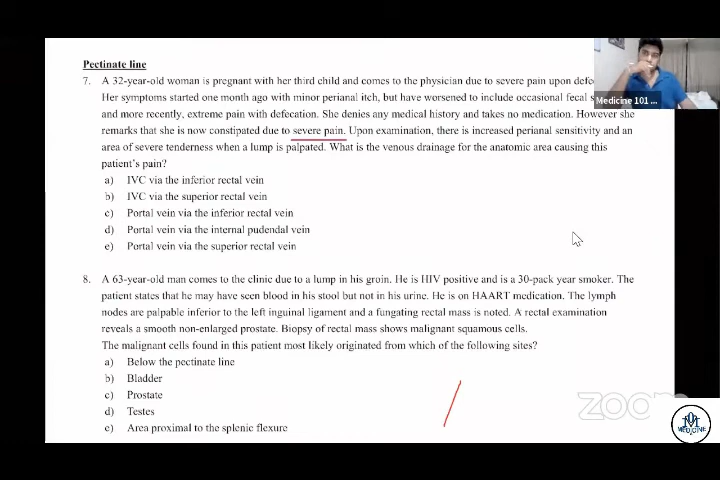 Pectinate line
7. A 32-year-old woman is pregnant with her third child and comes to the physician due to severe pain upon
Her symptoms started one month ago with minor perianal itch, but have worsened to include occasional fecal
and more recently, extreme pain with defecation. She denies any medical history and takes no medication. However she
remarks that she is now constipated due to severe pain. Upon examination, there is increased perianal sensitivity and an
area of severe tenderness when a lump is palpated. What is the venous drainage for the anatomic area causing this
patient's pain?
a) IVC via the inferior rectal vein
b) IVC via the superior rectal vein
c) Portal vein via the inferior rectal vein
d) Portal vein via the internal pudendal vein
e) Portal vein via the superior rectal vein
8. A 63-year-old man comes to the clinic due to a lump in his groin. He is HIV positive and is a 30-pack year smoker. The
patient states that he may have seen blood in his stool but not in his urine. He is on HAART medication. The lymph
nodes are palpable inferior to the left inguinal ligament and a fungating rectal mass is noted. A rectal examination
reveals a smooth non-enlarged prostate. Biopsy of rectal mass shows malignant squamous cells.
The malignant cells found in this patient most likely originated from which of the following sites?
a) Below the pectinate line
b) Bladder
c) Prostate
d) Testes
e) Area proximal to the splenic flexure
Medicine 101 ...
zoom
MEDICINE